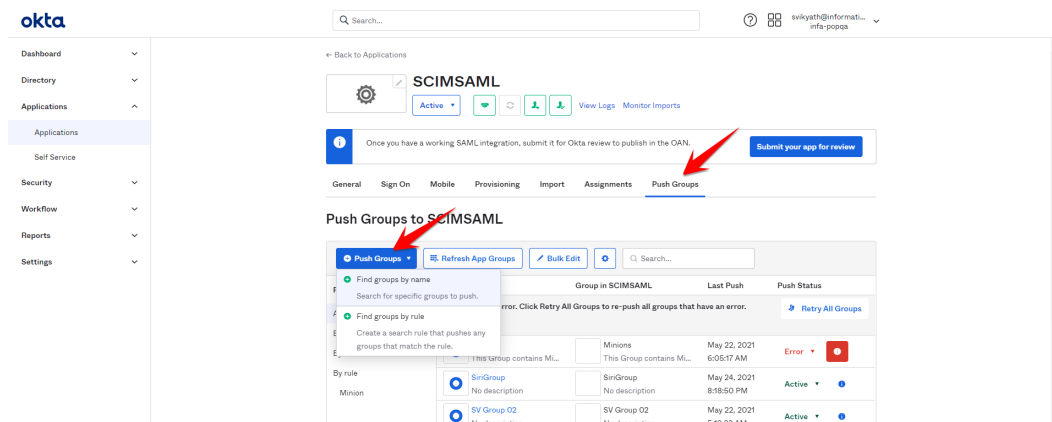 okta
Search...
svikyath@informati...
infa-popqa
Dashboard
Directory
Applications
Applications
Self Service
Security
Workflow
Reports
Settings
← Back to Applications
SCIMSAML
Active
View Logs Monitor Imports
Once you have a working SAML integration, submit it for Okta review to publish in the OAN.
Submit your app for review
General Sign On Mobile Provisioning Import Assignments Push Groups
Push Groups to SCIMSAML
Push Groups Refresh App Groups Bulk Edit Search...
Find groups by name
Search for specific groups to push.
Find groups by rule
Create a search rule that pushes any
groups that match the rule.
Group in SCIMSAML Last Push Push Status
Click Retry All Groups to re-push all groups that have an error.
Retry All Groups
Minions May 22, 2021
This Group contains Mi... This Group contains Mi... 6:05:17 AM
Error
By rule
Minion
SiriGroup SiriGroup May 24, 2021
No description No description 8:18:50 PM
Active
SV Group 02 SV Group 02 May 22, 2021
Active